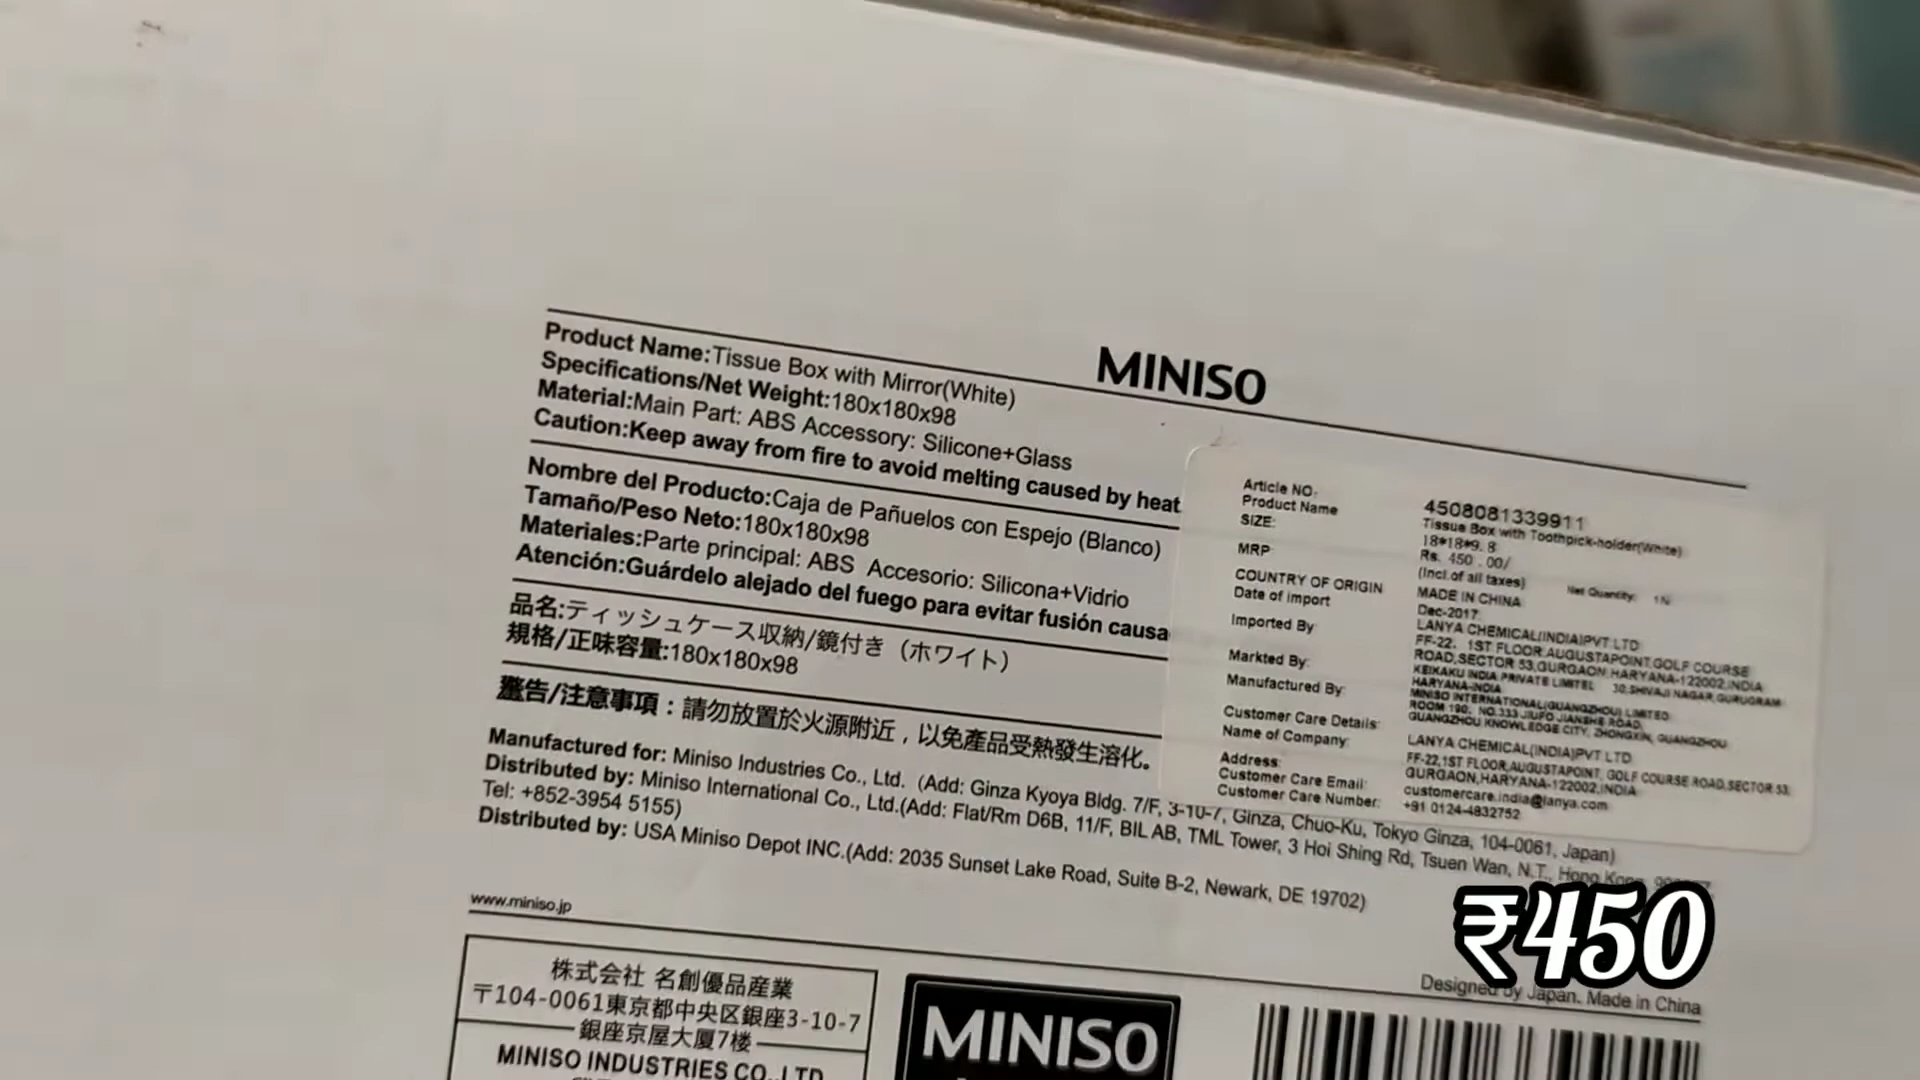 MINISO
Product Name:Tissue Box with Mirror(White)
Specifications/Net Weight:180x180x98
Material:Main Part: ABS Accessory: Silicone+Glass
Caution:Keep away from fire to avoid melting caused by heat
Nombre del Producto:Caja de Pañuelos con Espejo (Blanco)
Tamaño/Peso Neto:180x180x98
Materiales:Parte principal: ABS Accesorio: Silicona+Vidrio
Atención:Guárdelo alejado del fuego para evitar fusión causa
品名:ティッシュケース収納/鏡付き（ホワイト）
規格/正味容量:180x180x98
警告/注意事項：請勿放置於火源附近，以免產品受熱發生溶化。
Manufactured for: Miniso Industries Co., Ltd. (Add: Ginza Kyoya Bldg. 7/F, 3-10-7, Ginza, Chuo-Ku, Tokyo Ginza, 104-0061, Japan)
Distributed by: Miniso International Co., Ltd.(Add: Flat/Rm D6B, 11/F, BIL AB, TML Tower, 3 Hoi Shing Rd, Tsuen Wan, N.T., Hong Kong
Tel: +852-3954 5155)
Distributed by: USA Miniso Depot INC.(Add: 2035 Sunset Lake Road, Suite B-2, Newark, DE 19702)
www.miniso.jp
Article NO: 4508081339911
Product Name Tissue Box with Toothpick-holder(White)
SIZE: 18*18*9.8
MRP Rs. 450 .00/
(Incl.of all taxes) Net Quantity: 1N
COUNTRY OF ORIGIN MADE IN CHINA
Date of import Dec-2017
Imported By LANYA CHEMICAL(INDIA)PVT.LTD
FF-22, 1ST FLOOR.AUGUSTAPOINT.GOLF COURSE
ROAD,SECTOR 53,GURGAON,HARYANA-122002,INDIA
Markted By: KEIKAKU INDIA PRIVATE LIMITEL 30,SHIVAJI NAGAR,GURUGRAM
HARYANA-INDIA
Manufactured By: MINISO INTERNATIONAL(GUANGZHOU) LIMITED
ROOM 190, NO.333 JIUFO JIANSHE ROAD,
GUANGZHOU KNOWLEDGE CITY, ZHONGXIN, GUANGZHOU
Customer Care Details:
Name of Company: LANYA CHEMICAL(INDIA)PVT LTD
Address: FF-22,1ST FLOOR,AUGUSTAPOINT, GOLF COURSE ROAD,SECTOR 53,
GURGAON,HARYANA-122002,INDIA
Customer Care Email: customercare.india@lanya.com
Customer Care Number: +91 0124-4832752
₹450
Designed by Japan. Made in China
株式会社 名創優品産業
〒104-0061東京都中央区銀座3-10-7
銀座京屋大厦7楼
MINISO INDUSTRIES CO.,LTD
MINISO